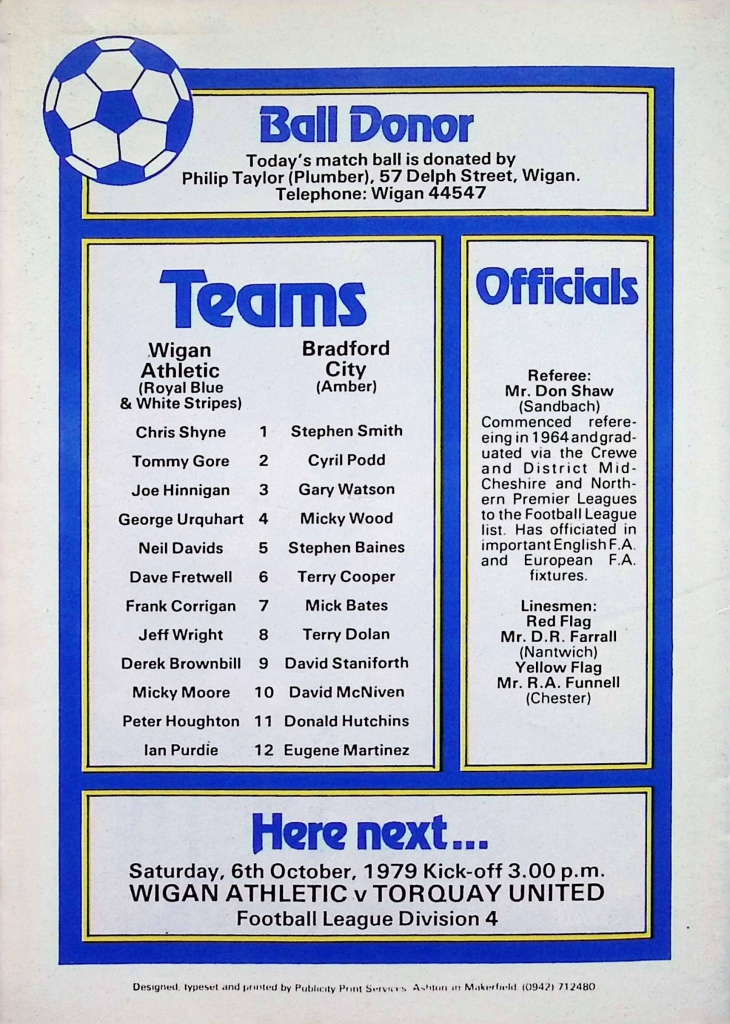 Ball Donor
Today's match ball is donated by
Philip Taylor (Plumber), 57 Delph Street, Wigan.
Telephone: Wigan 44547
Teams
Wigan
Athletic
(Royal Blue
& White Stripes)
Bradford
City
(Amber)
Chris Shyne 1 Stephen Smith
Tommy Gore 2 Cyril Podd
Joe Hinnigan 3 Gary Watson
George Urquhart 4 Micky Wood
Neil Davids 5 Stephen Baines
Dave Fretwell 6 Terry Cooper
Frank Corrigan 7 Mick Bates
Jeff Wright 8 Terry Dolan
Derek Brownbill 9 David Staniforth
Micky Moore 10 David McNiven
Peter Houghton 11 Donald Hutchins
Ian Purdie 12 Eugene Martinez
Officials
Referee:
Mr. Don Shaw
(Sandbach)
Commenced refere-
eing in 1964 and grad-
uated via the Crewe
and District Mid-
Cheshire and North-
ern Premier Leagues
to the Football League
list. Has officiated in
important English F.A.
and European F.A.
fixtures.
Linesmen:
Red Flag
Mr. D.R. Farrall
(Nantwich)
Yellow Flag
Mr. R.A. Funnell
(Chester)
Here next...
Saturday, 6th October, 1979 Kick-off 3.00 p.m.
WIGAN ATHLETIC v TORQUAY UNITED
Football League Division 4
Designed, typeset and printed by Publicity Print Services, Ashton in Makerfield (0942) 712480